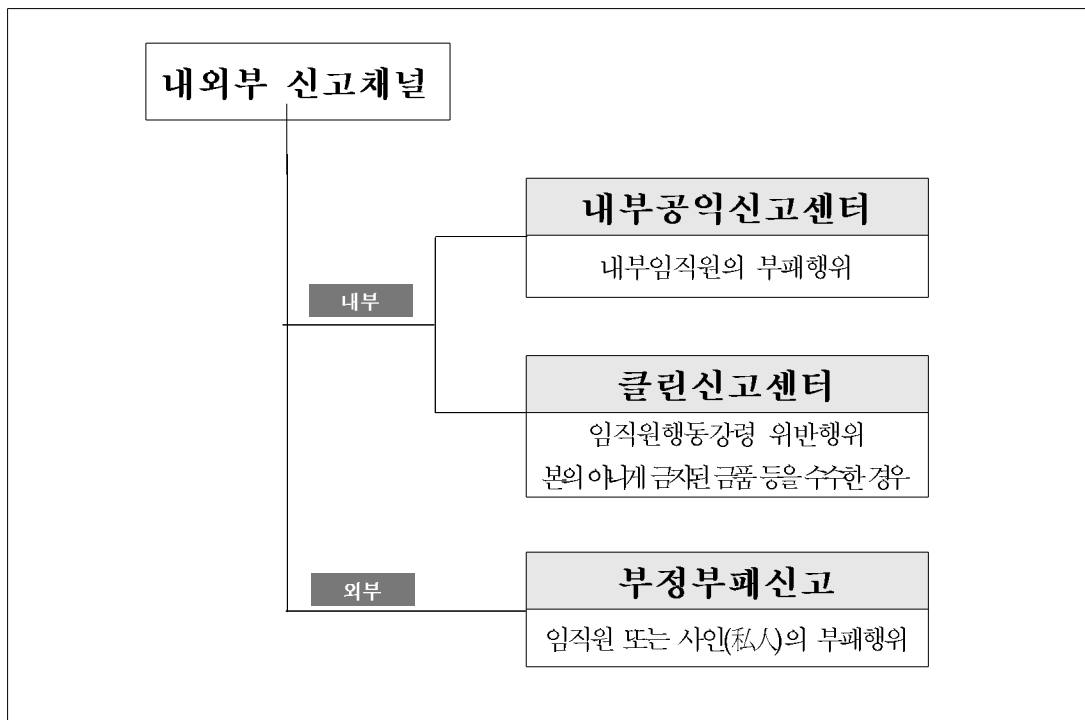 내외부 신고채널
내부공익신고센터
내부임직원의 부패행위
내부
클린신고센터
임직원행동강령 위반행위
본의 아니게 금지된 금품 등을 수수한 경우
외부
부정부패신고
임직원 또는 사인(私人)의 부패행위